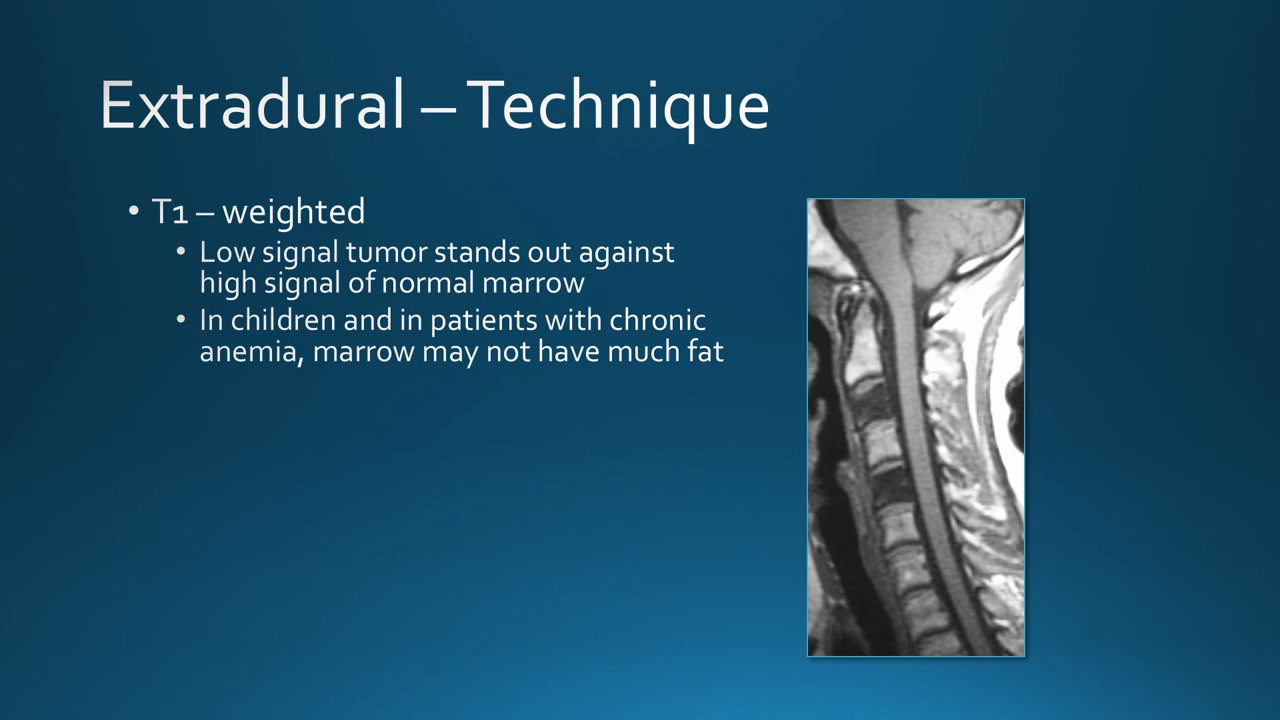 Extradural – Technique
• T1 – weighted
• Low signal tumor stands out against
high signal of normal marrow
• In children and in patients with chronic
anemia, marrow may not have much fat